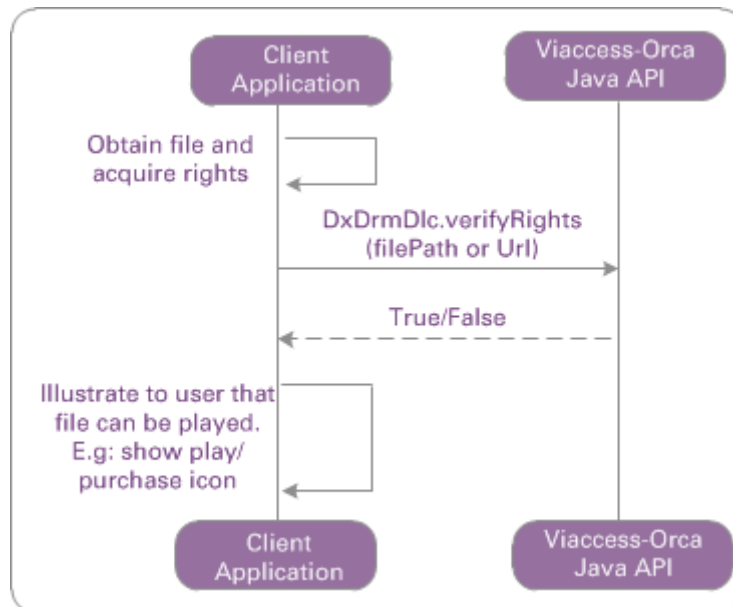 Client
Application
Viaccess-Orca
Java API
Obtain file and
acquire rights
DxDrmDlc.verifyRights
(filePath or Url)
True/False
Illustrate to user that
file can be played.
E.g: show play/
purchase icon
Client
Application
Viaccess-Orca
Java API